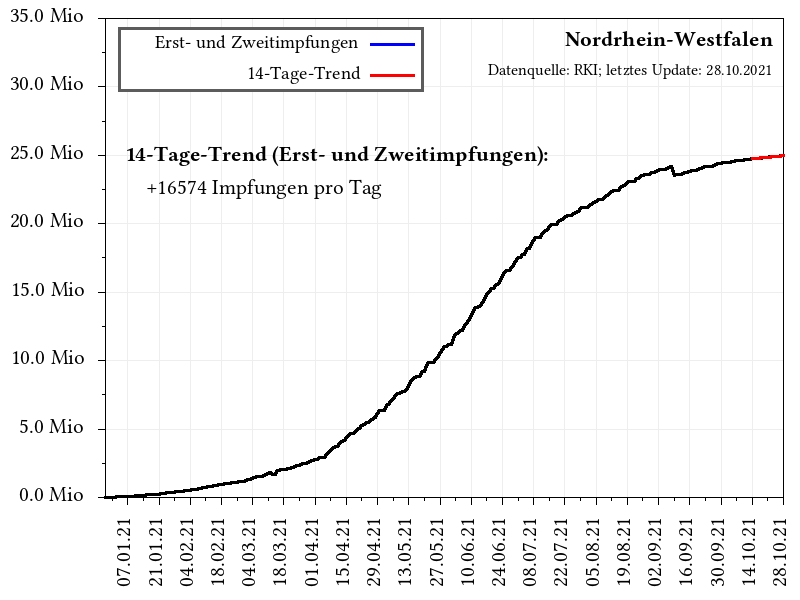 35.0 Mio
30.0 Mio
25.0 Mio
20.0 Mio
15.0 Mio
10.0 Mio
5.0 Mio
0.0 Mio
Erst- und Zweitimpfungen
14-Tage-Trend
Nordrhein-Westfalen
Datenquelle: RKI; letztes Update: 28.10.2021
14-Tage-Trend (Erst- und Zweitimpfungen):
+16574 Impfungen pro Tag
07.01.21
21.01.21
04.02.21
18.02.21
04.03.21
18.03.21
01.04.21
15.04.21
29.04.21
13.05.21
27.05.21
10.06.21
24.06.21
08.07.21
22.07.21
05.08.21
19.08.21
02.09.21
16.09.21
30.09.21
14.10.21
28.10.21